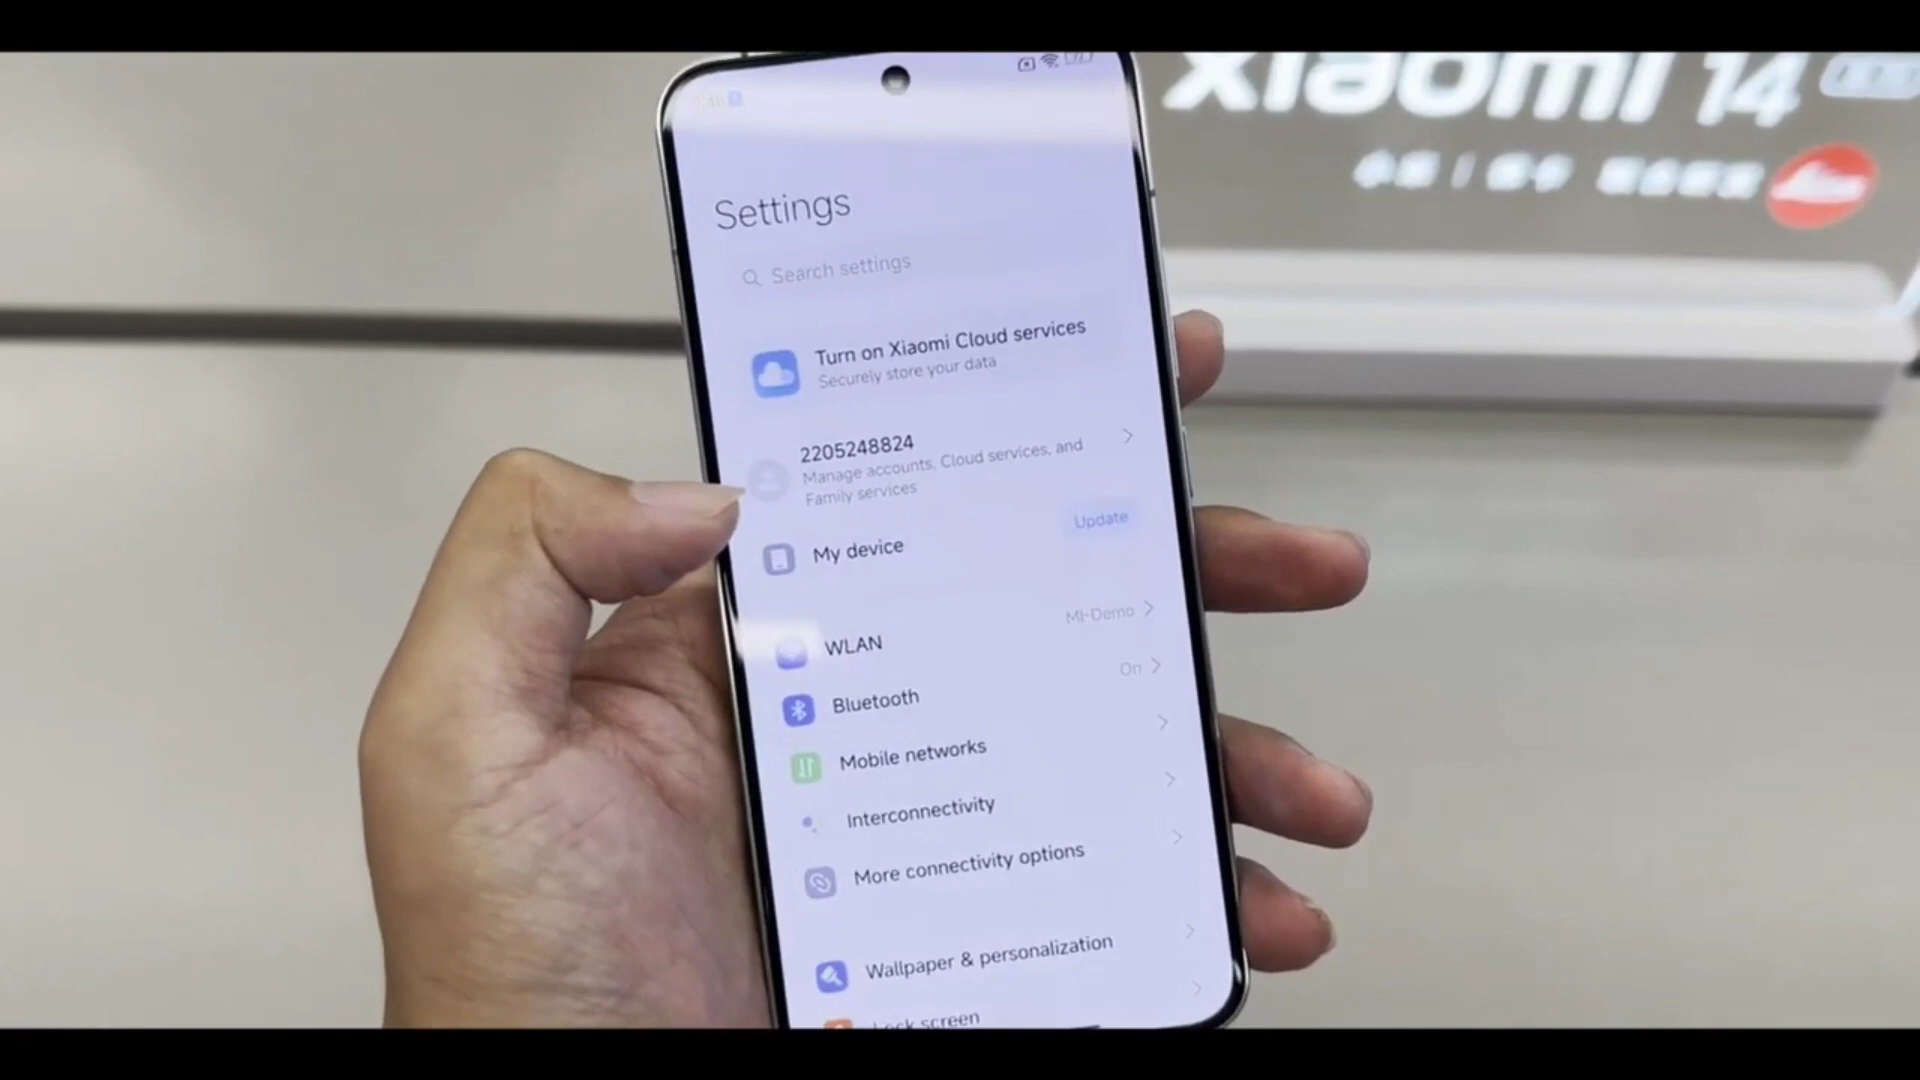 xiaomi 14
Settings
Search settings
Turn on Xiaomi Cloud services
Securely store your data
2205248824
Manage accounts, Cloud services, and
Family services
My device
Update
WLAN
MI-Demo
Bluetooth
On
Mobile networks
Interconnectivity
More connectivity options
Wallpaper & personalization
Lock screen